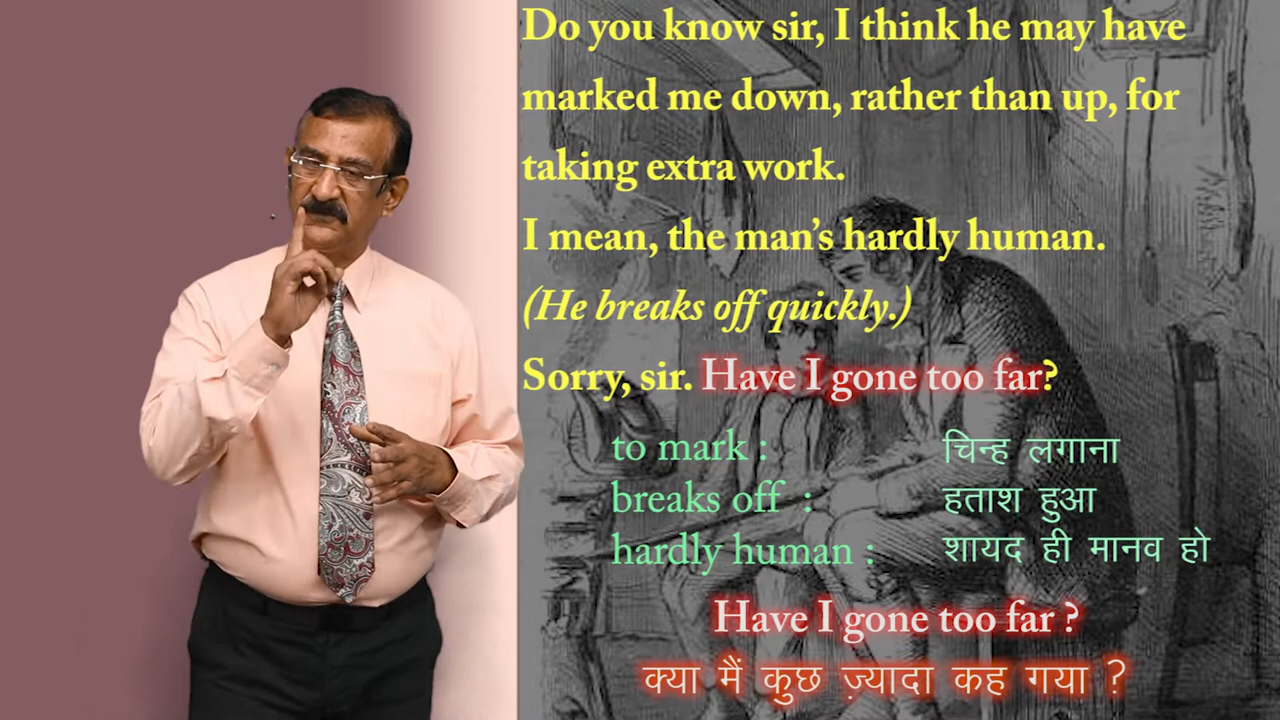 Do you know sir, I think he may have
marked me down, rather than up, for
taking extra work.
I mean, the man's hardly human.
(He breaks off quickly.)
Sorry, sir. Have I gone too far?
to mark : चिन्ह लगाना
breaks off : हताश हुआ
hardly human : शायद ही मानव हो
Have I gone too far ?
क्या मैं कुछ ज़्यादा कह गया ?